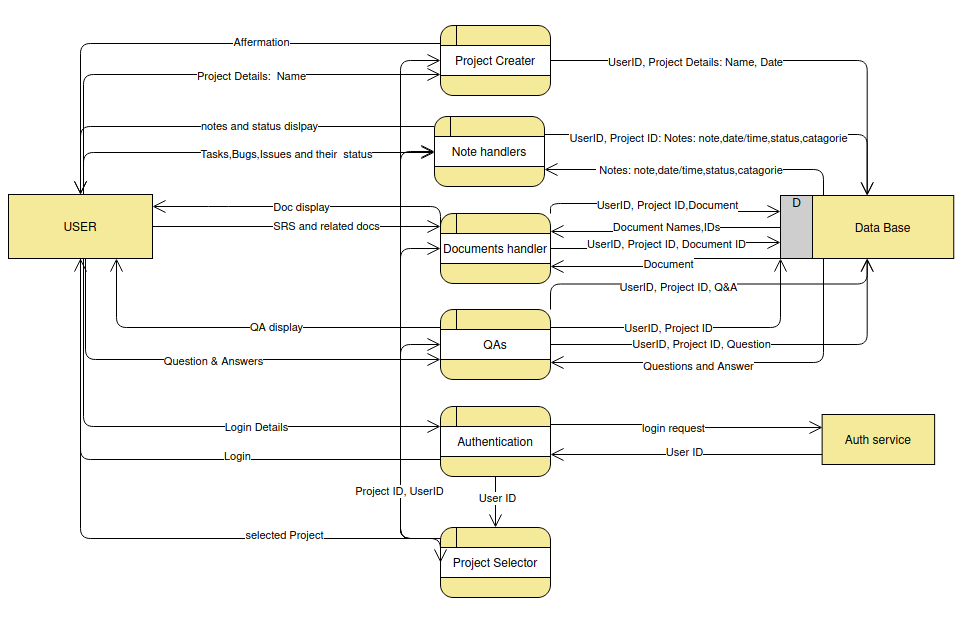 Affermation
Project Creater
Project Details:  Name
UserID, Project Details: Name, Date
notes and status dislpay
Tasks,Bugs,Issues and their  status
Note handlers
UserID, Project ID: Notes: note,date/time,status,catagorie
Notes: note,date/time,status,catagorie
USER
Doc display
SRS and related docs
Documents handler
UserID, Project ID,Document
Document Names,IDs
UserID, Project ID, Document ID
Document
D
Data Base
UserID, Project ID, Q&A
QA display
Question & Answers
QAs
UserID, Project ID
UserID, Project ID, Question
Questions and Answer
Login Details
Login
Authentication
login request
User ID
Auth service
Project ID, UserID
User ID
selected Project
Project Selector